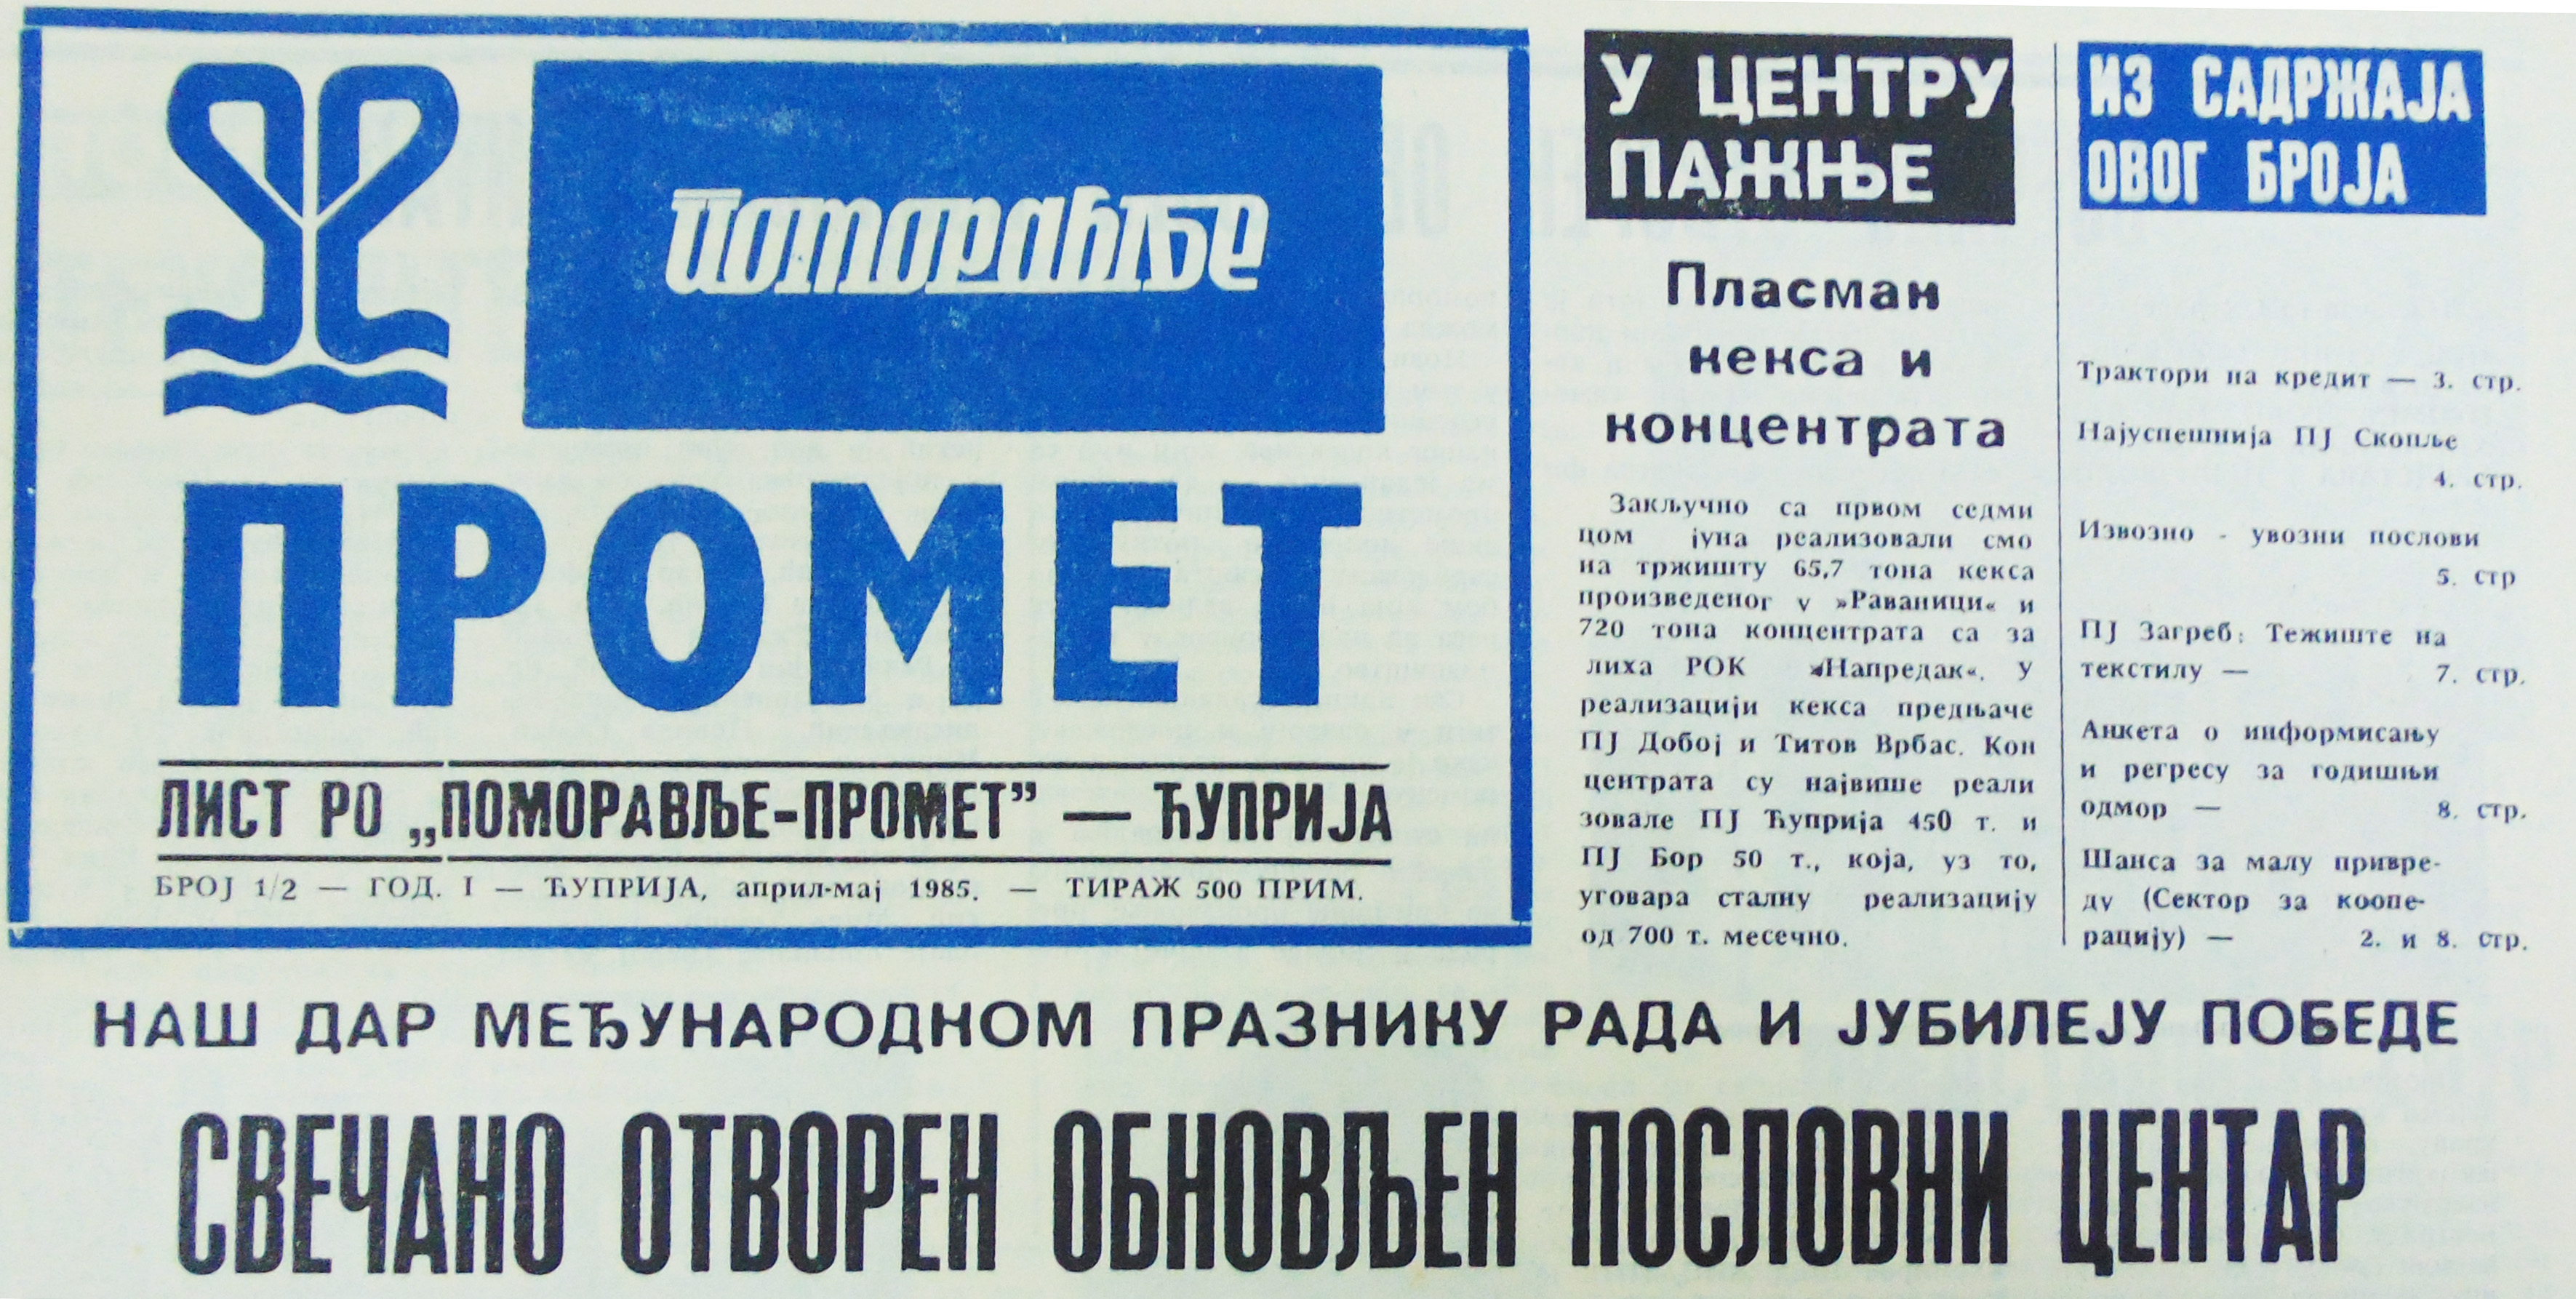 поморавље
ПРОМЕТ
ЛИСТ РО „ПОМОРАВЉЕ-ПРОМЕТ” — ЋУПРИЈА
БРОЈ 1/2 — ГОД. I — ЋУПРИЈА, април-мај 1985. — ТИРАЖ 500 ПРИМ.
У ЦЕНТРУ
ПАЖЊЕ
Пласман
кекса и
концентрата
Закључно са првом седми
цом јуна реализовали смо
на тржишту 65,7 тона кекса
произведеног у »Раваници« и
720 тона концентрата са за
лиха РОК »Напредак«. У
реализацији кекса предњаче
ПЈ Добој и Титов Врбас. Кон
центрата су највише реали
зовале ПЈ Ћуприја 450 т. и
ПЈ Бор 50 т., која, уз то,
уговара сталну реализацију
од 700 т. месечно.
ИЗ САДРЖАЈА
ОВОГ БРОЈА
Трактори на кредит — 3. стр.
Најуспешнија ПЈ Скопље
4. стр.
Извозно - увозни послови
5. стр
ПЈ Загреб: Тежиште на
текстилу — 7. стр.
Анкета о информисању
и регресу за годишњи
одмор — 8. стр.
Шанса за малу привре-
ду (Сектор за коопе-
рацију) — 2. и 8. стр.
НАШ ДАР МЕЂУНАРОДНОМ ПРАЗНИКУ РАДА И ЈУБИЛЕЈУ ПОБЕДЕ
СВЕЧАНО ОТВОРЕН ОБНОВЉЕН ПОСЛОВНИ ЦЕНТАР